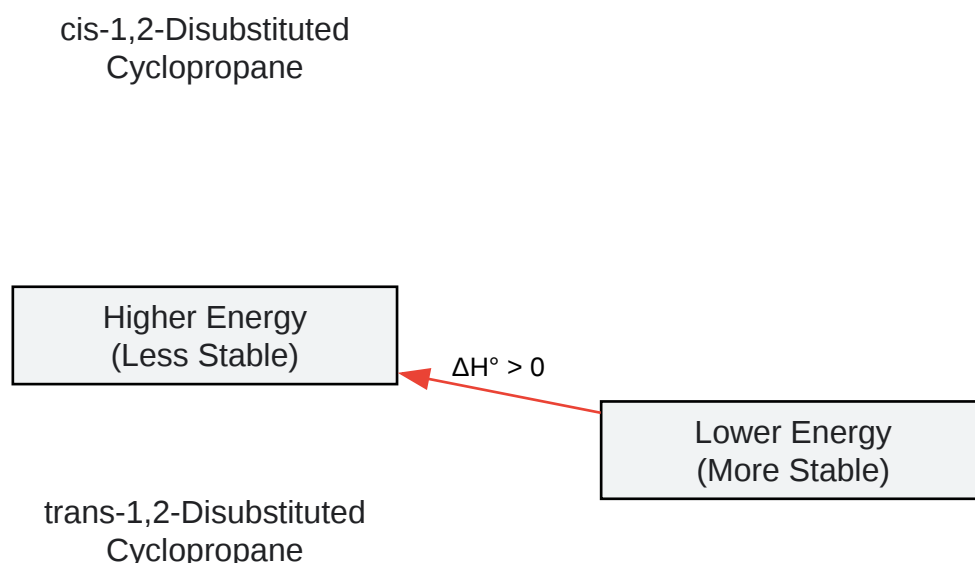 cis-1,2-Disubstituted
Cyclopropane
Higher Energy
(Less Stable)
ΔH° > 0
Lower Energy
(More Stable)
trans-1,2-Disubstituted
Cyclopropane